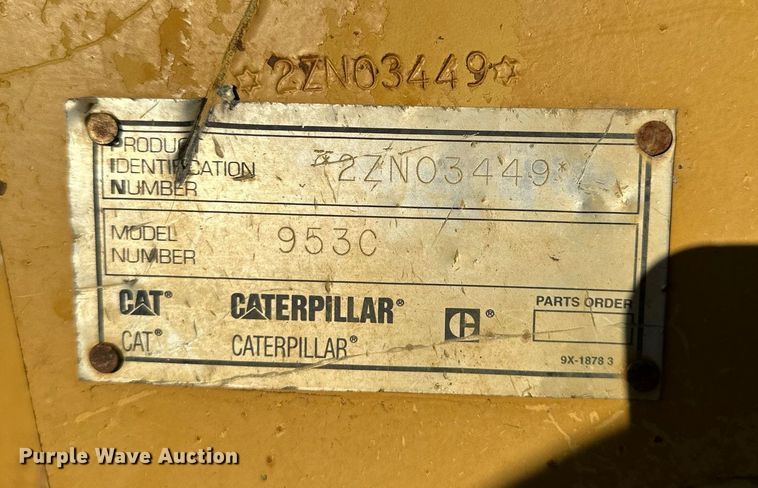 ☆2ZN03449☆
PRODUCT
IDENTIFICATION
NUMBER
*2ZN03449*
MODEL
NUMBER
953C
CAT®
CATERPILLAR®
C®
PARTS ORDER
CAT®
CATERPILLAR®
9X-1878 3
Purple Wave Auction